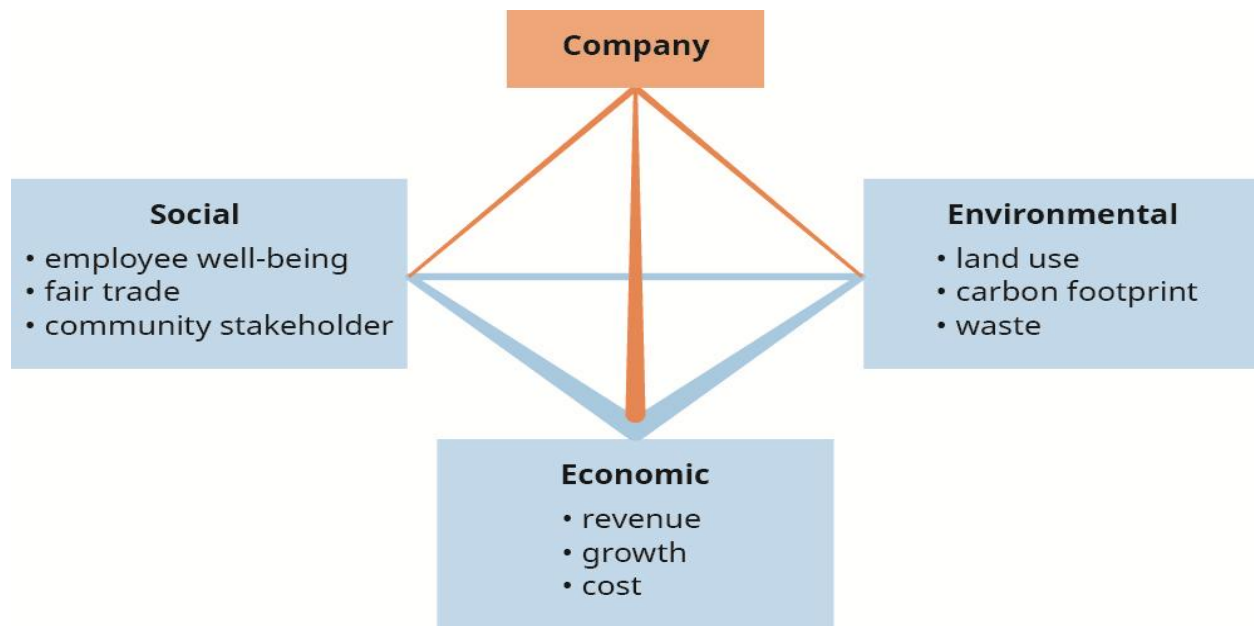 Company
Social
• employee well-being
• fair trade
• community stakeholder
Environmental
• land use
• carbon footprint
• waste
Economic
• revenue
• growth
• cost